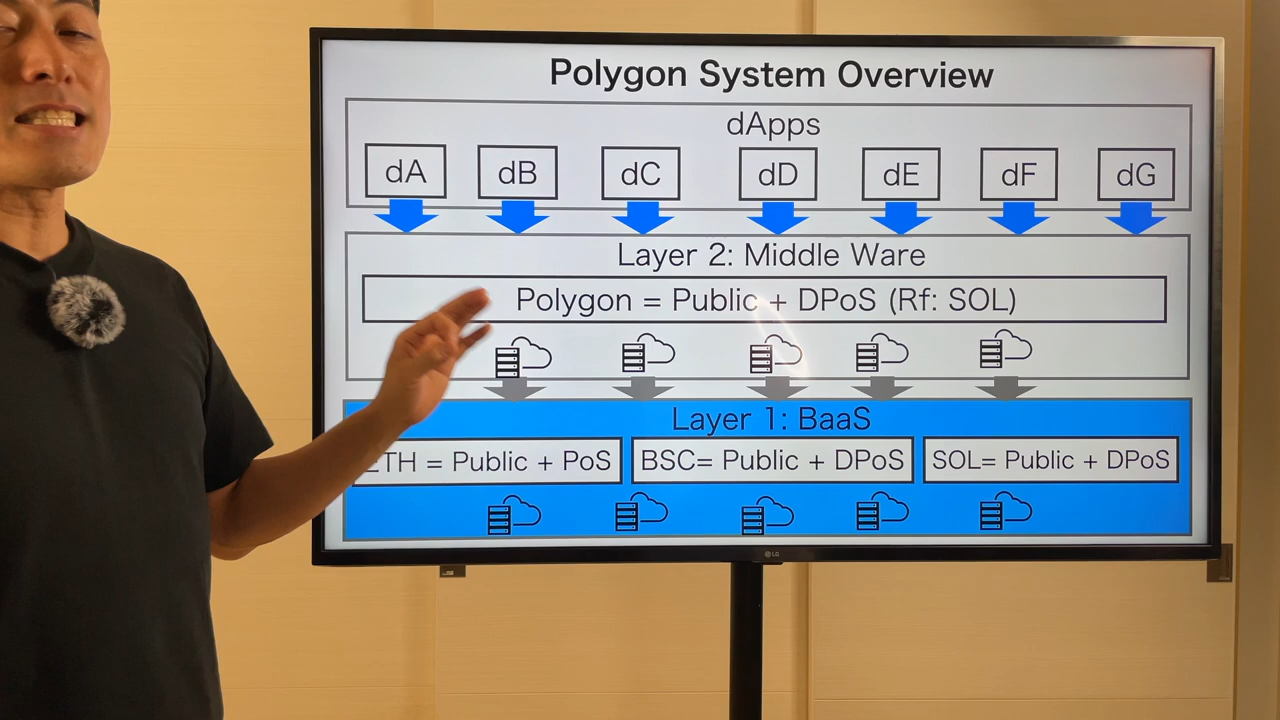 Polygon System Overview
dApps
dA dB dC dD dE dF dG
Layer 2: Middle Ware
Polygon = Public + DPoS (Rf: SOL)
Layer 1: BaaS
ETH = Public + PoS BSC= Public + DPoS SOL= Public + DPoS
LG